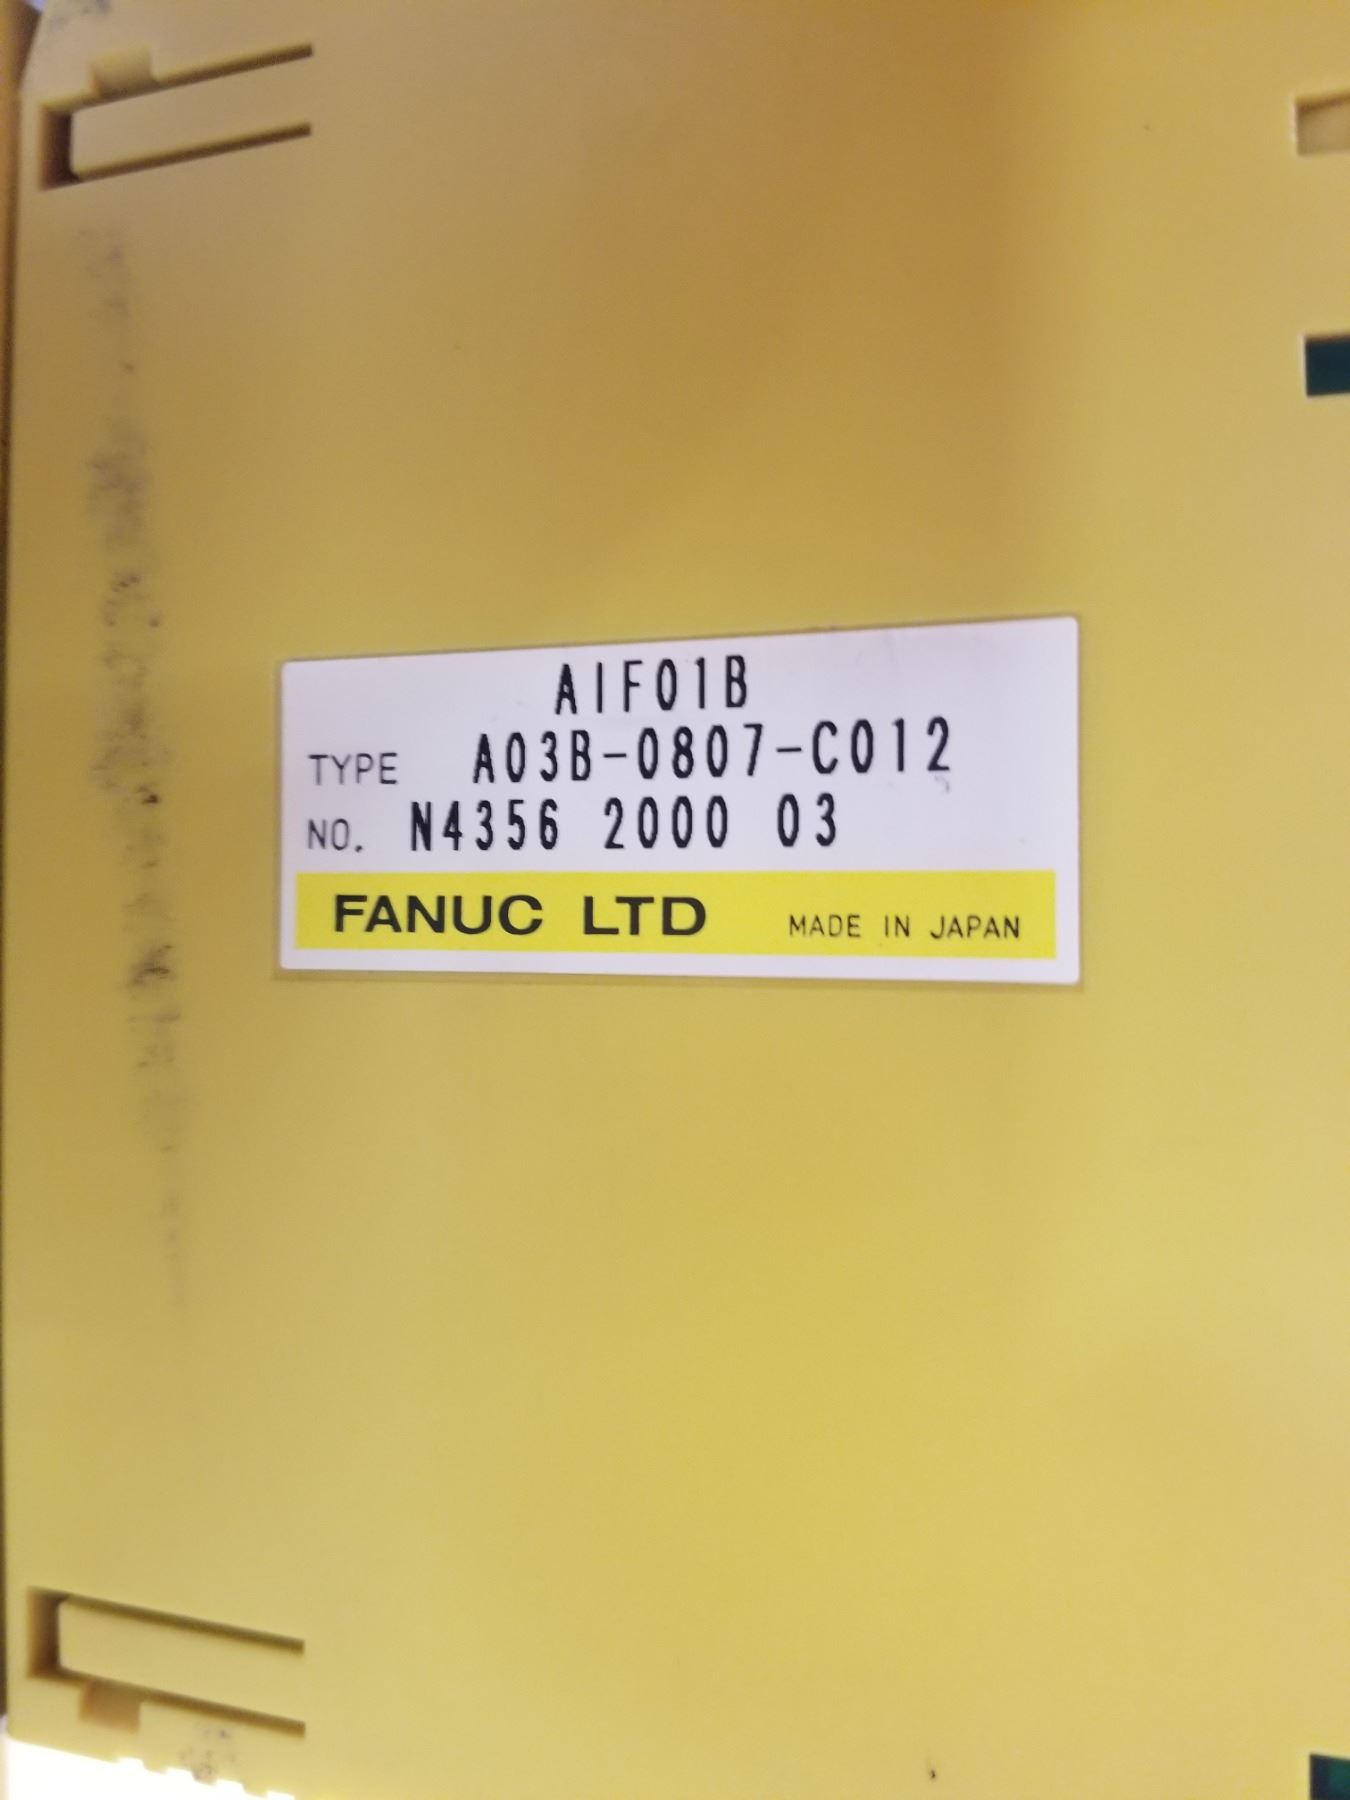 AIF01B
TYPE A03B-0807-C012
NO. N4356 2000 03
FANUC LTD MADE IN JAPAN